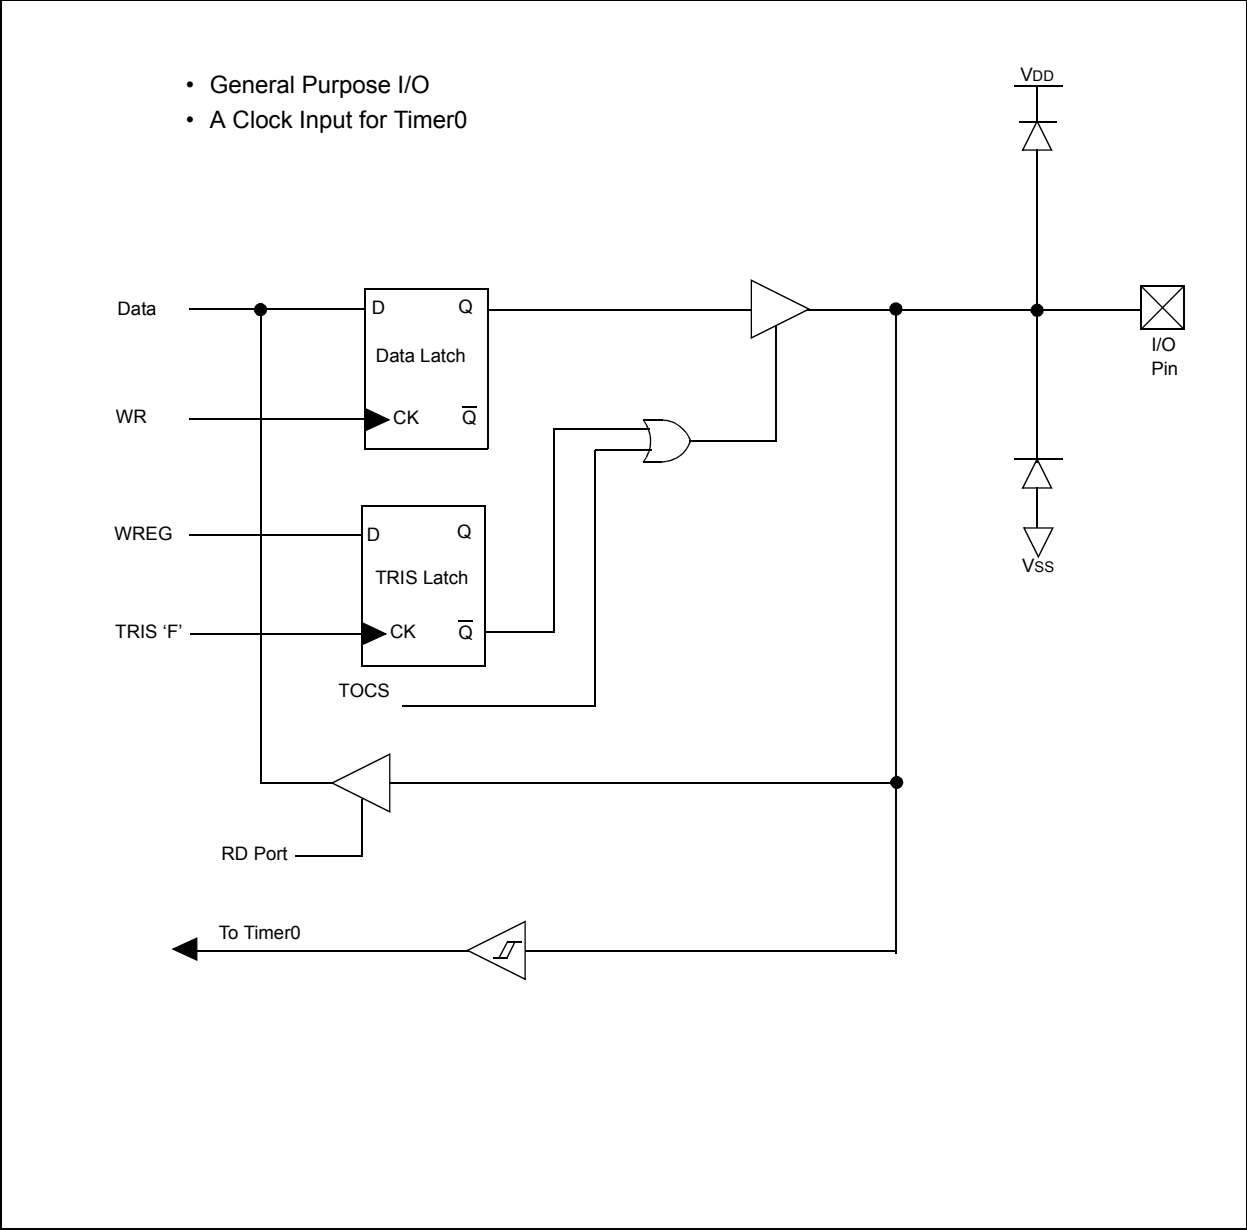 • General Purpose I/O
• A Clock Input for Timer0
VDD
Data
D
Q
Data Latch
I/O
Pin
WR
CK
Q̅
WREG
D
Q
TRIS Latch
VSS
TRIS ‘F’
CK
Q̅
TOCS
RD Port
To Timer0